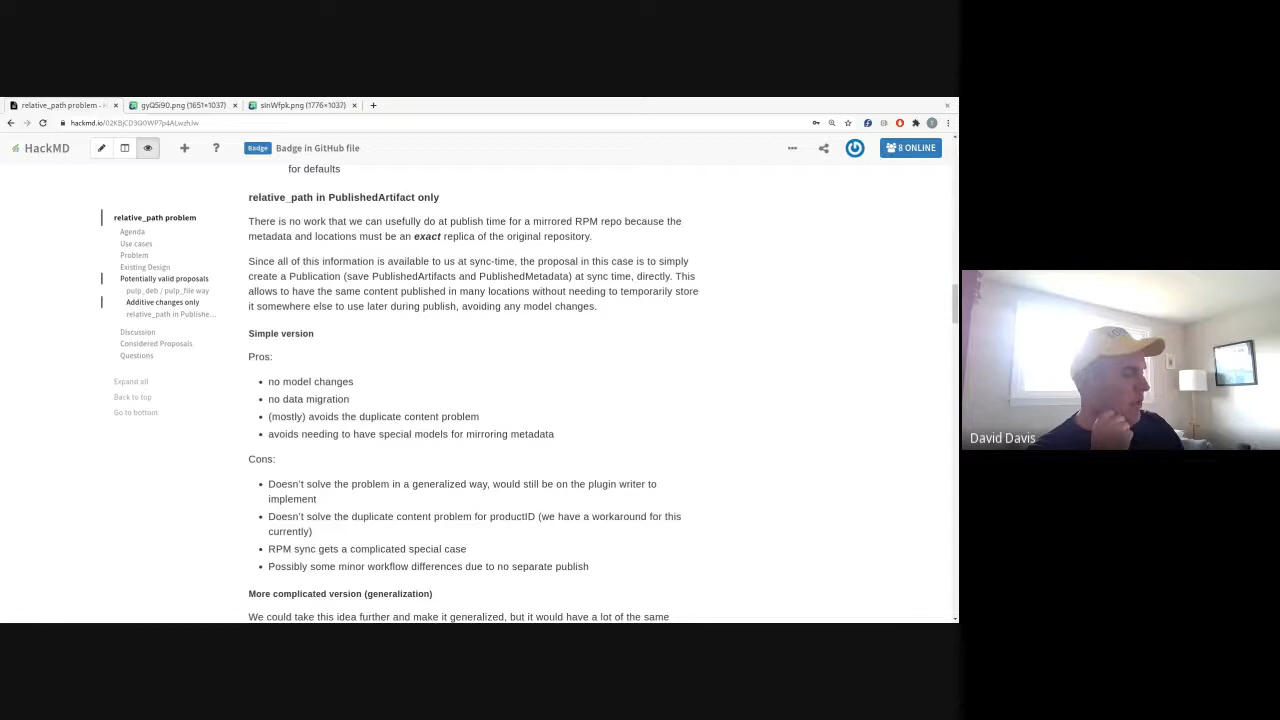 relative_path problem - H
gyQ5i90.png (1651×1037)
sinWfpk.png (1776×1037)
hackmd.io/02KBjCD3Q0WP7p4ALwzhJw
HackMD
Badge
Badge in GitHub file
8 ONLINE
for defaults
relative_path in PublishedArtifact only
There is no work that we can usefully do at publish time for a mirrored RPM repo because the
metadata and locations must be an exact replica of the original repository.
Since all of this information is available to us at sync-time, the proposal in this case is to simply
create a Publication (save PublishedArtifacts and PublishedMetadata) at sync time, directly. This
allows to have the same content published in many locations without needing to temporarily store
it somewhere else to use later during publish, avoiding any model changes.
Simple version
Pros:
• no model changes
• no data migration
• (mostly) avoids the duplicate content problem
• avoids needing to have special models for mirroring metadata
Cons:
• Doesn't solve the problem in a generalized way, would still be on the plugin writer to
implement
• Doesn't solve the duplicate content problem for productID (we have a workaround for this
currently)
• RPM sync gets a complicated special case
• Possibly some minor workflow differences due to no separate publish
More complicated version (generalization)
We could take this idea further and make it generalized, but it would have a lot of the same
relative_path problem
Agenda
Use cases
Problem
Existing Design
Potentially valid proposals
pulp_deb / pulp_file way
Additive changes only
relative_path in Publishe...
Discussion
Considered Proposals
Questions
Expand all
Back to top
Go to bottom
David Davis